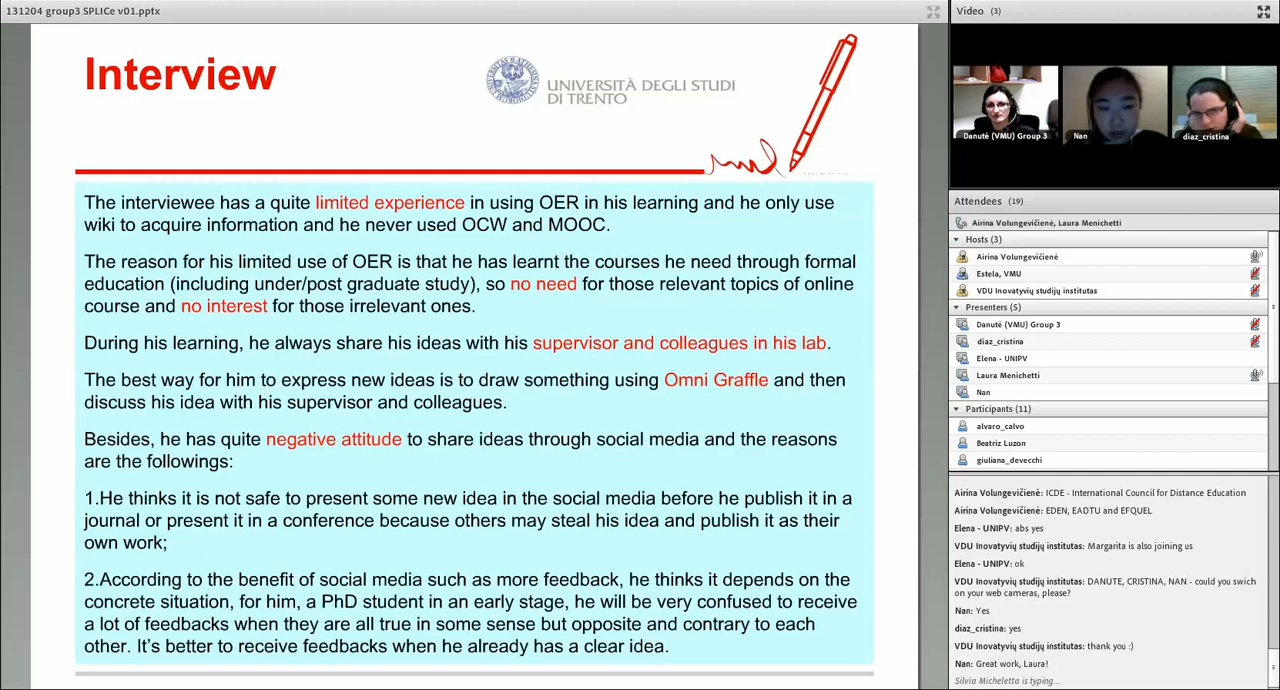 131204 group3 SPLICe v01.pptx
Interview
UNIVERSITÀ DEGLI STUDI
DI TRENTO
The interviewee has a quite limited experience in using OER in his learning and he only use
wiki to acquire information and he never used OCW and MOOC.
The reason for his limited use of OER is that he has learnt the courses he need through formal
education (including under/post graduate study), so no need for those relevant topics of online
course and no interest for those irrelevant ones.
During his learning, he always share his ideas with his supervisor and colleagues in his lab.
The best way for him to express new ideas is to draw something using Omni Graffle and then
discuss his idea with his supervisor and colleagues.
Besides, he has quite negative attitude to share ideas through social media and the reasons
are the followings:
1.He thinks it is not safe to present some new idea in the social media before he publish it in a
journal or present it in a conference because others may steal his idea and publish it as their
own work;
2.According to the benefit of social media such as more feedback, he thinks it depends on the
concrete situation, for him, a PhD student in an early stage, he will be very confused to receive
a lot of feedbacks when they are all true in some sense but opposite and contrary to each
other. It's better to receive feedbacks when he already has a clear idea.
Video (3)
Danutė (VMU) Group 3
Nan
diaz_cristina
Attendees (19)
Airina Volungevičienė, Laura Menichetti
Hosts (3)
Airina Volungevičienė
Estela, VMU
VDU Inovatyvių studijų institutas
Presenters (5)
Danutė (VMU) Group 3
diaz_cristina
Elena - UNIPV
Laura Menichetti
Nan
Participants (11)
alvaro_calvo
Beatriz Luzon
giuliana_devecchi
Airina Volungevičienė: ICDE - International Council for Distance Education
Airina Volungevičienė: EDEN, EADTU and EFQUEL
Elena - UNIPV: abs yes
VDU Inovatyvių studijų institutas: Margarita is also joining us
Elena - UNIPV: ok
VDU Inovatyvių studijų institutas: DANUTE, CRISTINA, NAN - could you swich
on your web cameras, please?
Nan: Yes
diaz_cristina: yes
VDU Inovatyvių studijų institutas: thank you :)
Nan: Great work, Laura!
Silvia Micheletta is typing...